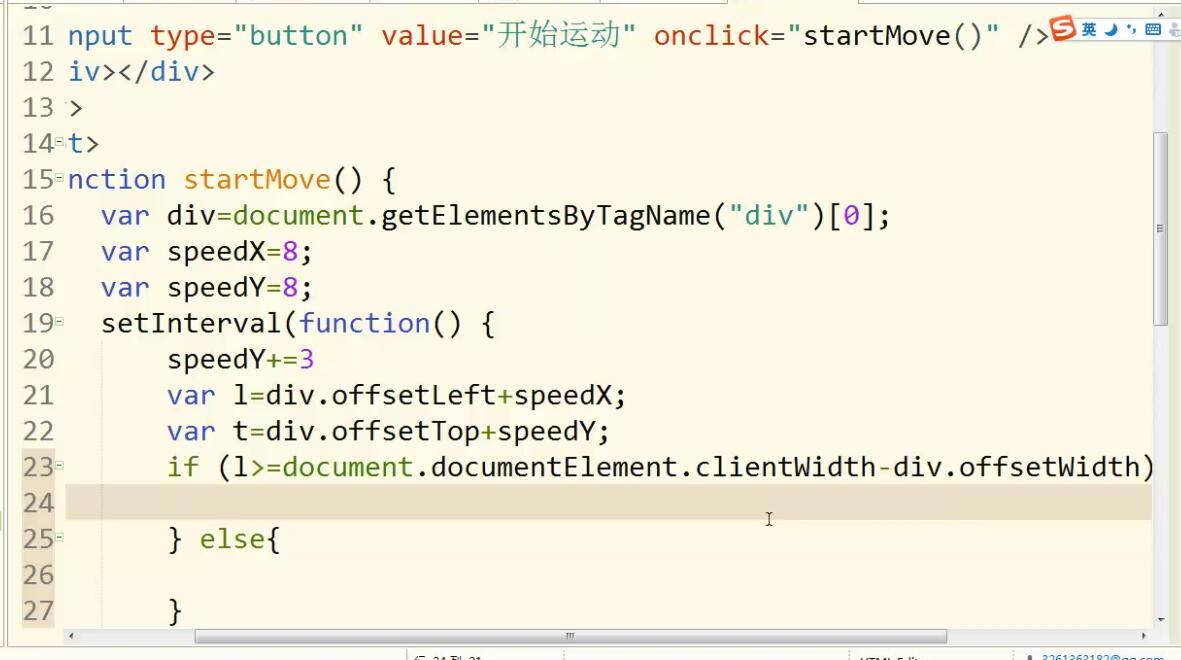 11 nput type="button" value="开始运动" onclick="startMove()" />
英
12 iv></div>
13 >
14 t>
15 nction startMove() {
16 var div=document.getElementsByTagName("div")[0];
17 var speedX=8;
18 var speedY=8;
19 setInterval(function() {
20 speedY+=3
21 var l=div.offsetLeft+speedX;
22 var t=div.offsetTop+speedY;
23 if (l>=document.documentElement.clientWidth-div.offsetWidth)
24
25 } else{
26
27 }